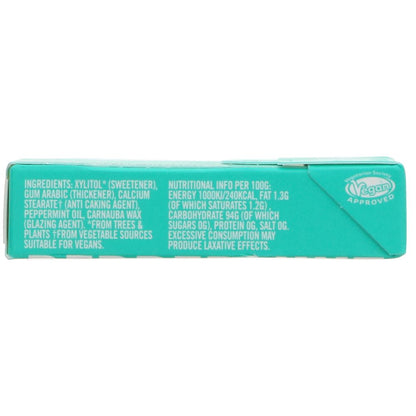 INGREDIENTS: XYLITOL* (SWEETENER),
GUM ARABIC (THICKENER), CALCIUM
STEARATE† (ANTI CAKING AGENT),
PEPPERMINT OIL, CARNAUBA WAX
(GLAZING AGENT). *FROM TREES &
PLANTS †FROM VEGETABLE SOURCES
SUITABLE FOR VEGANS.
NUTRITIONAL INFO PER 100G:
ENERGY 1000KJ/240KCAL, FAT 1.3G
(OF WHICH SATURATES 1.2G) ,
CARBOHYDRATE 94G (OF WHICH
SUGARS 0G), PROTEIN 0G, SALT 0G.
EXCESSIVE CONSUMPTION MAY
PRODUCE LAXATIVE EFFECTS.
Vegetarian Society
Vegan
APPROVED